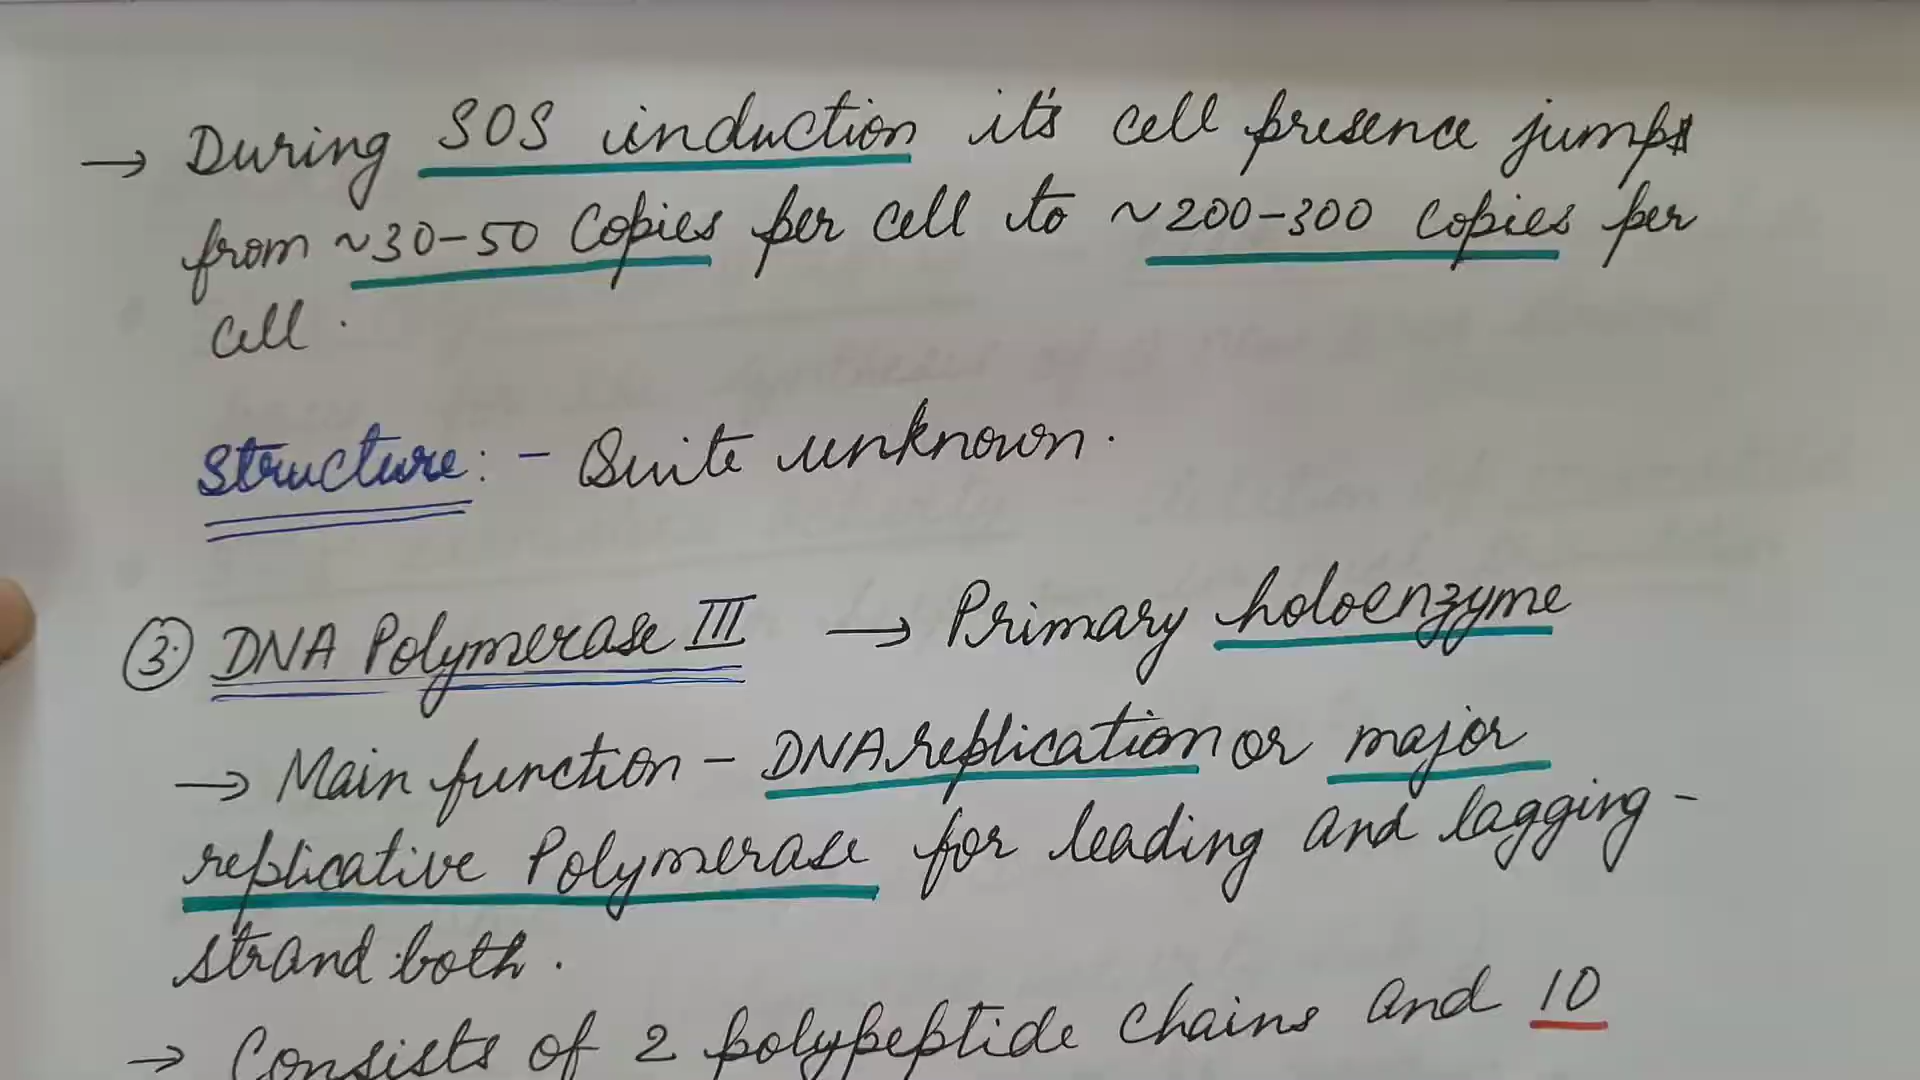 → During SOS induction it's cell presence jumps
from ~30-50 Copies per cell to ~200-300 copies per
cell.
Structure: - Quite unknown.
③ DNA Polymerase III → Primary holoenzyme
→ Main function - DNA replication or major
replicative Polymerase for leading and lagging-
strand both.
→ Consists of 2 polypeptide chains and 10